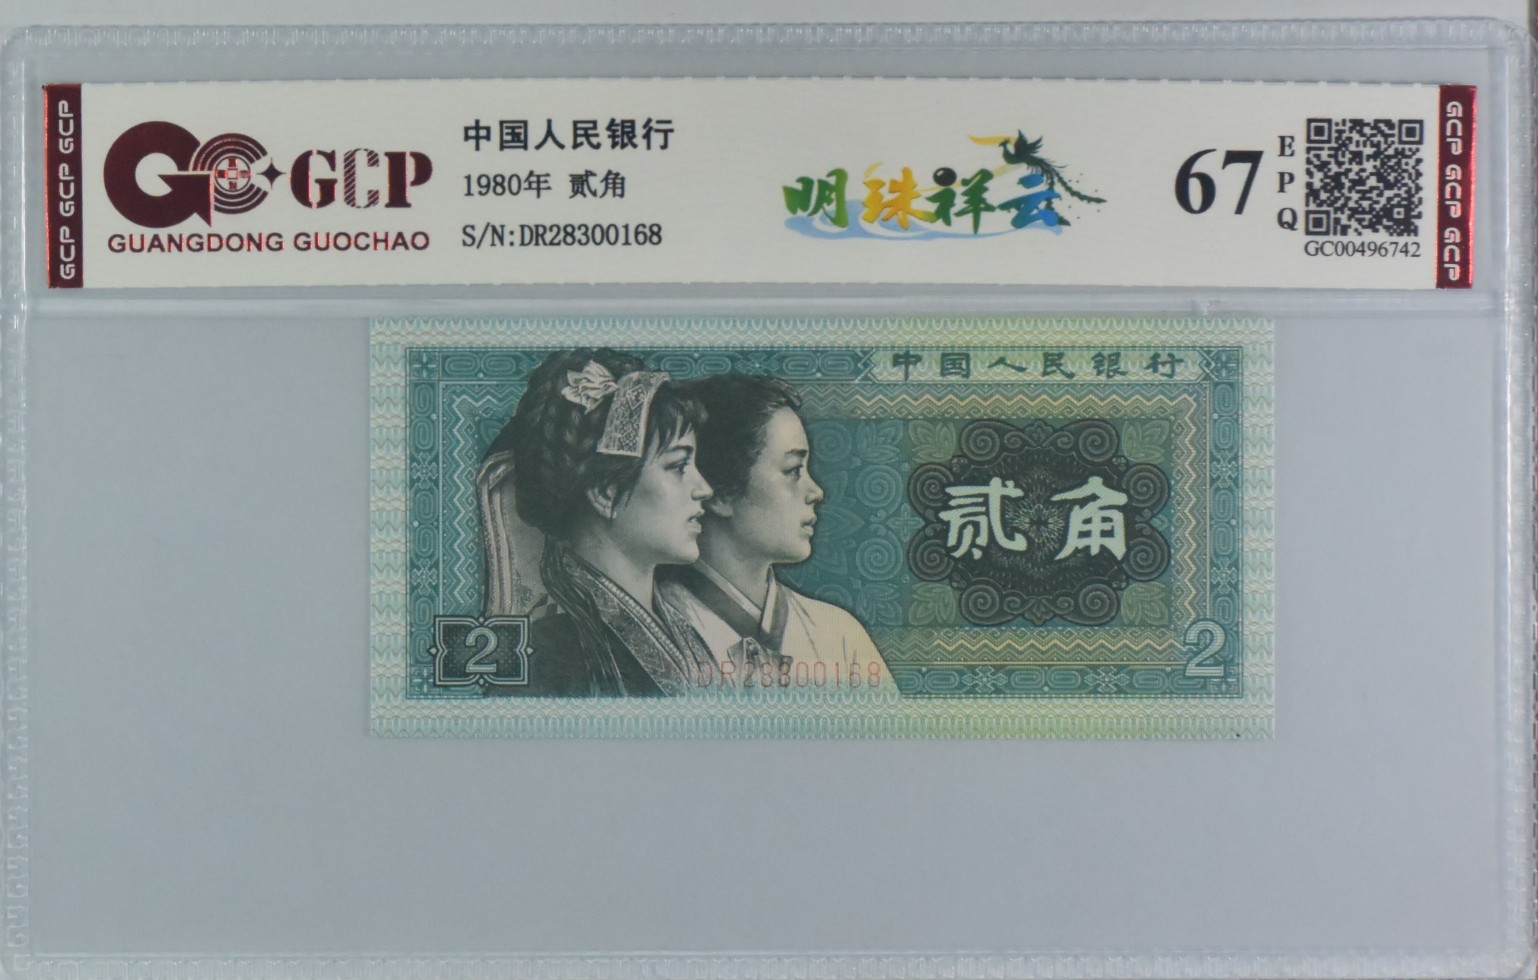 GCP GCP GCP
GCP
GUANGDONG GUOCHAO
中国人民银行
1980年 贰角
S/N:DR28300168
明珠祥云
67
EPQ
GC00496742
GCP GCP GCP
中国人民银行
贰角
2
DR28300168
2